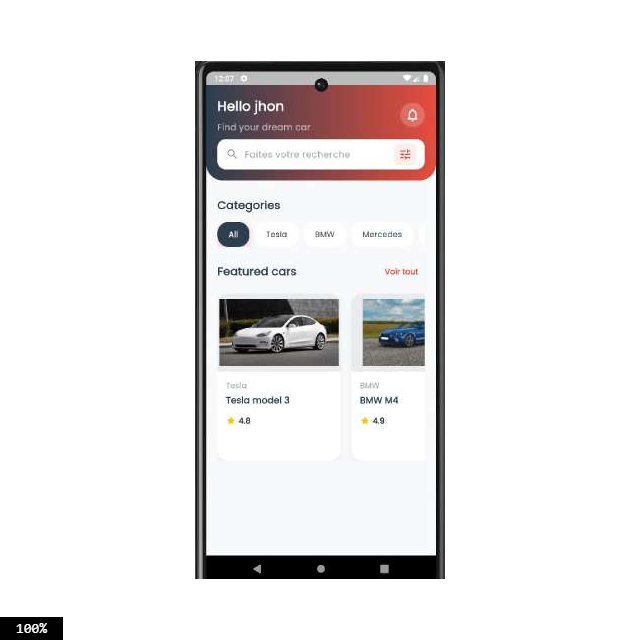 12:07
Hello jhon
Find your dream car
Faites votre recherche
Categories
All Tesla BMW Mercedes
Featured cars Voir tout
Tesla BMW
Tesla model 3 BMW M4
4.8 4.9
100%